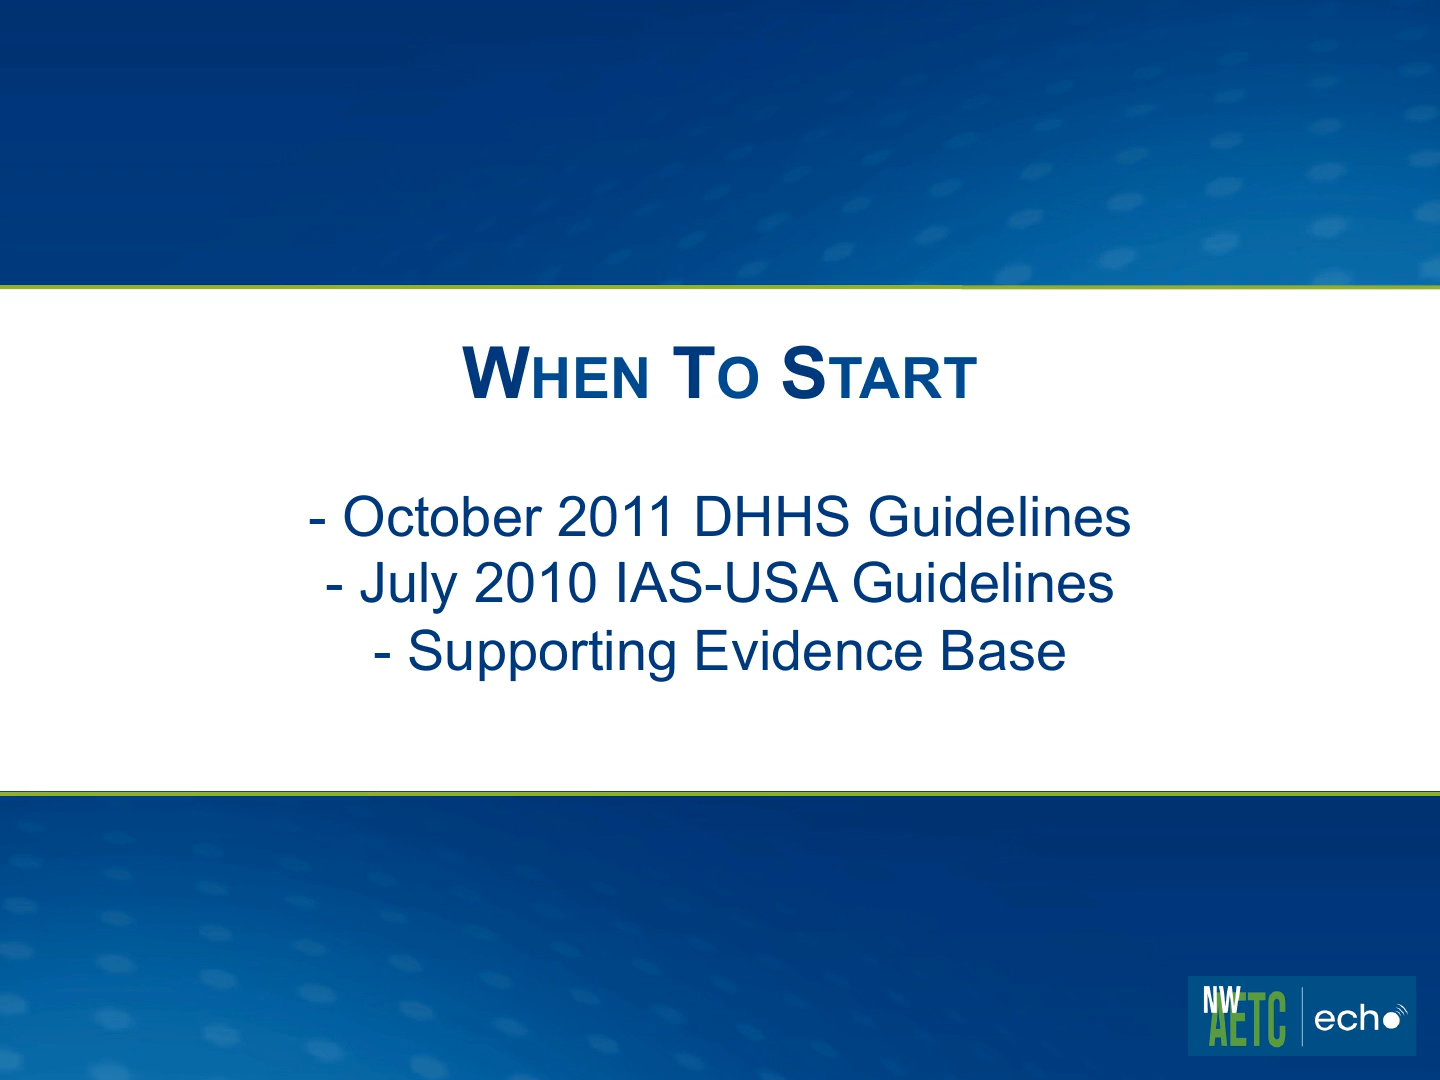 WHEN TO START
- October 2011 DHHS Guidelines
- July 2010 IAS-USA Guidelines
- Supporting Evidence Base
NW
AETC
echo